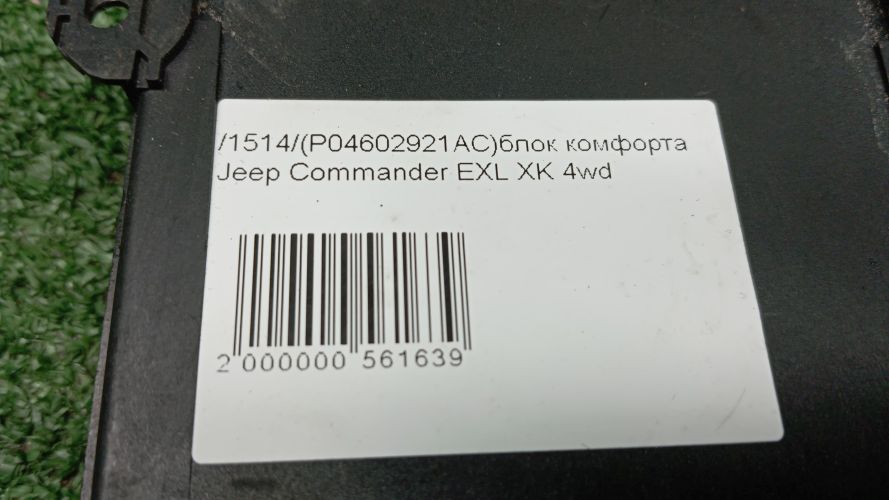 /1514/(P04602921AC)блок комфорта
Jeep Commander EXL XK 4wd
2 000000 561639